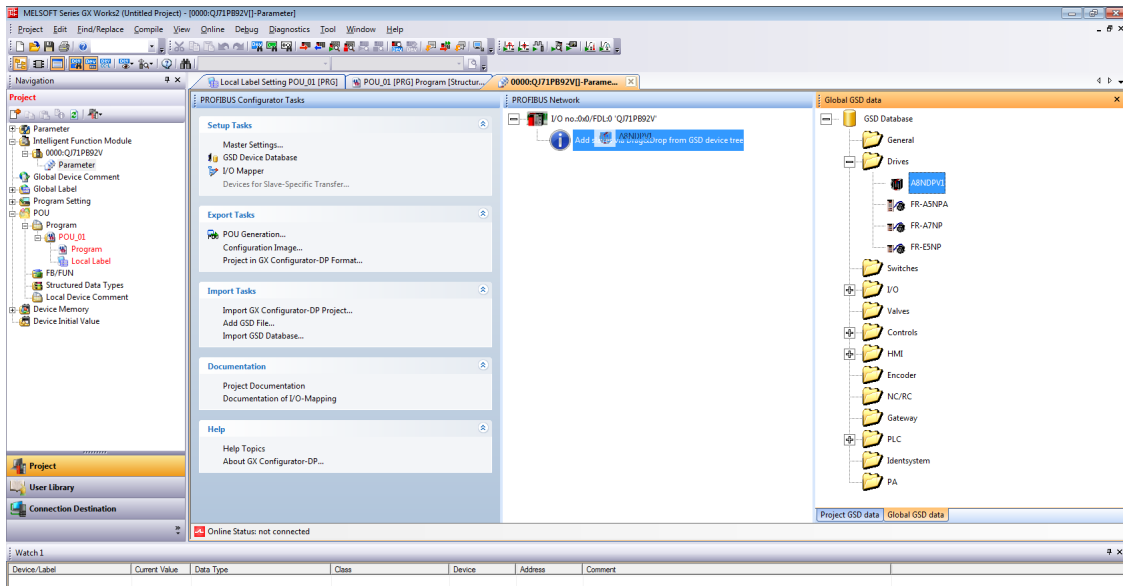 MELSOFT Series GX Works2 (Untitled Project) - [0000:QJ71PB92V[]-Parameter]
Project Edit Find/Replace Compile View Online Debug Diagnostics Tool Window Help
Navigation
Project
Parameter
Intelligent Function Module
0000:QJ71PB92V
Parameter
Global Device Comment
Global Label
Program Setting
POU
Program
POU_01
Program
Local Label
FB/FUN
Structured Data Types
Local Device Comment
Device Memory
Device Initial Value
Project
User Library
Connection Destination
Local Label Setting POU_01 [PRG]
POU_01 [PRG] Program [Structur...
0000:QJ71PB92V[]-Parame...
PROFIBUS Configurator Tasks
Setup Tasks
Master Settings...
GSD Device Database
I/O Mapper
Devices for Slave-Specific Transfer...
Export Tasks
POU Generation...
Configuration Image...
Project in GX Configurator-DP Format...
Import Tasks
Import GX Configurator-DP Project...
Add GSD File...
Import GSD Database...
Documentation
Project Documentation
Documentation of I/O-Mapping
Help
Help Topics
About GX Configurator-DP...
PROFIBUS Network
I/O no.:0x0/FDL:0 'QJ71PB92V'
Add A8NDPV1 Drop from GSD device tree
Global GSD data
GSD Database
General
Drives
A8NDPV1
FR-A5NPA
FR-A7NP
FR-E5NP
Switches
I/O
Valves
Controls
HMI
Encoder
NC/RC
Gateway
PLC
Identsystem
PA
Project GSD data Global GSD data
Online Status: not connected
Watch 1
Device/Label Current Value Data Type Class Device Address Comment